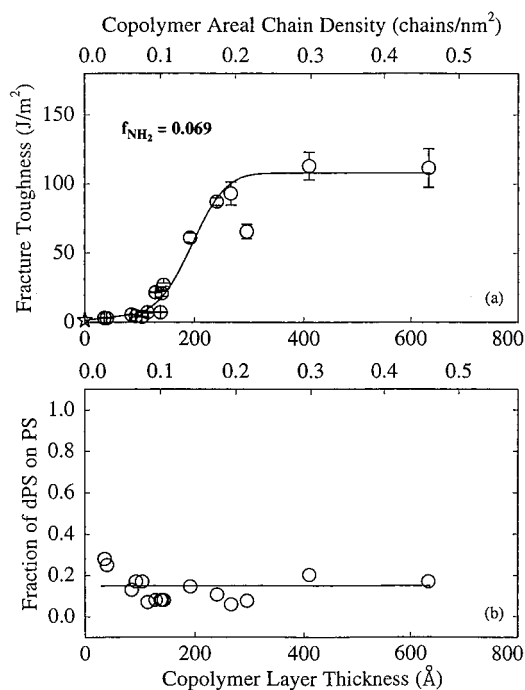 Copolymer Areal Chain Density (chains/nm²)
0.0 0.1 0.2 0.3 0.4 0.5
Fracture Toughness (J/m²)
150
100
50
0
f_NH₂ = 0.069
(a)
0 200 400 600 800
0.0 0.1 0.2 0.3 0.4 0.5
Fraction of dPS on PS
1.0
0.8
0.6
0.4
0.2
0.0
(b)
0 200 400 600 800
Copolymer Layer Thickness (Å)